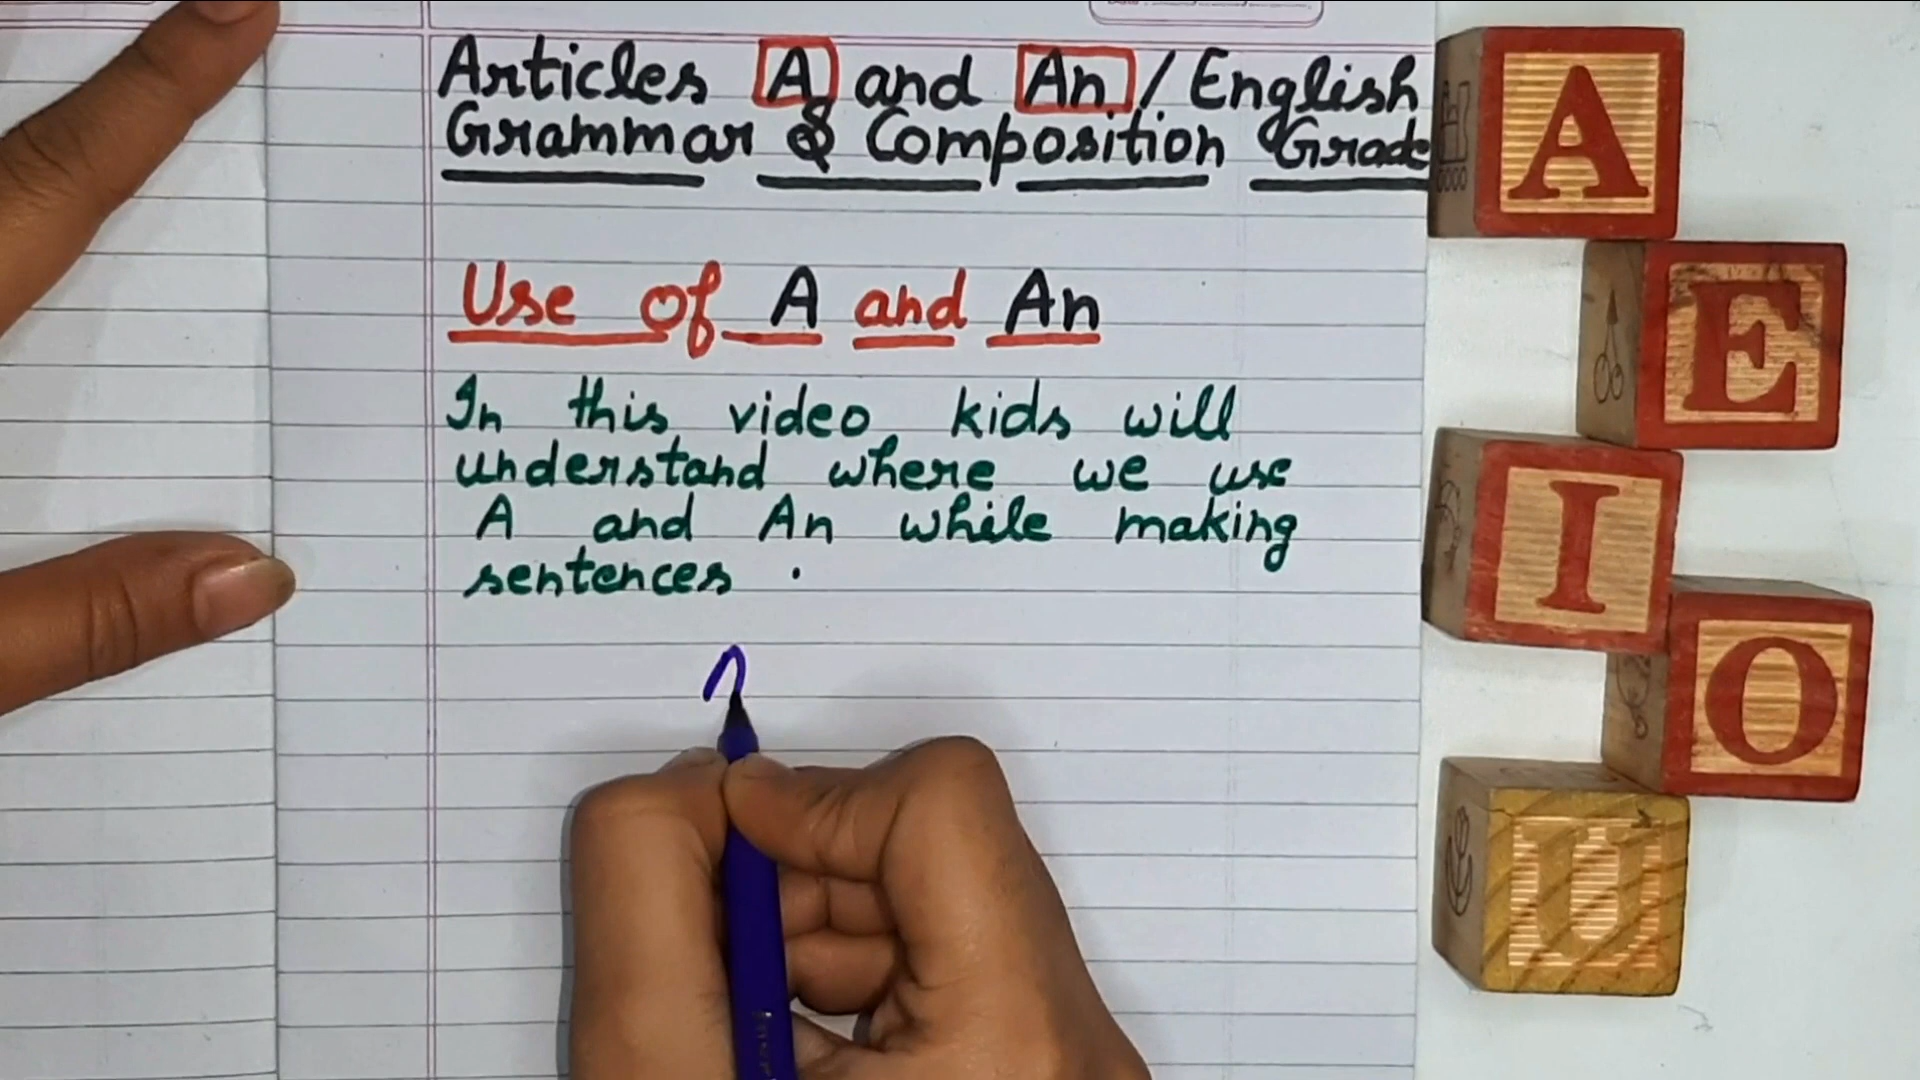 Articles A and An / English
Grammar & Composition Grade
Use of A and An
In this video kids will
understand where we use
A and An while making
sentences .
A
E
I
O
U